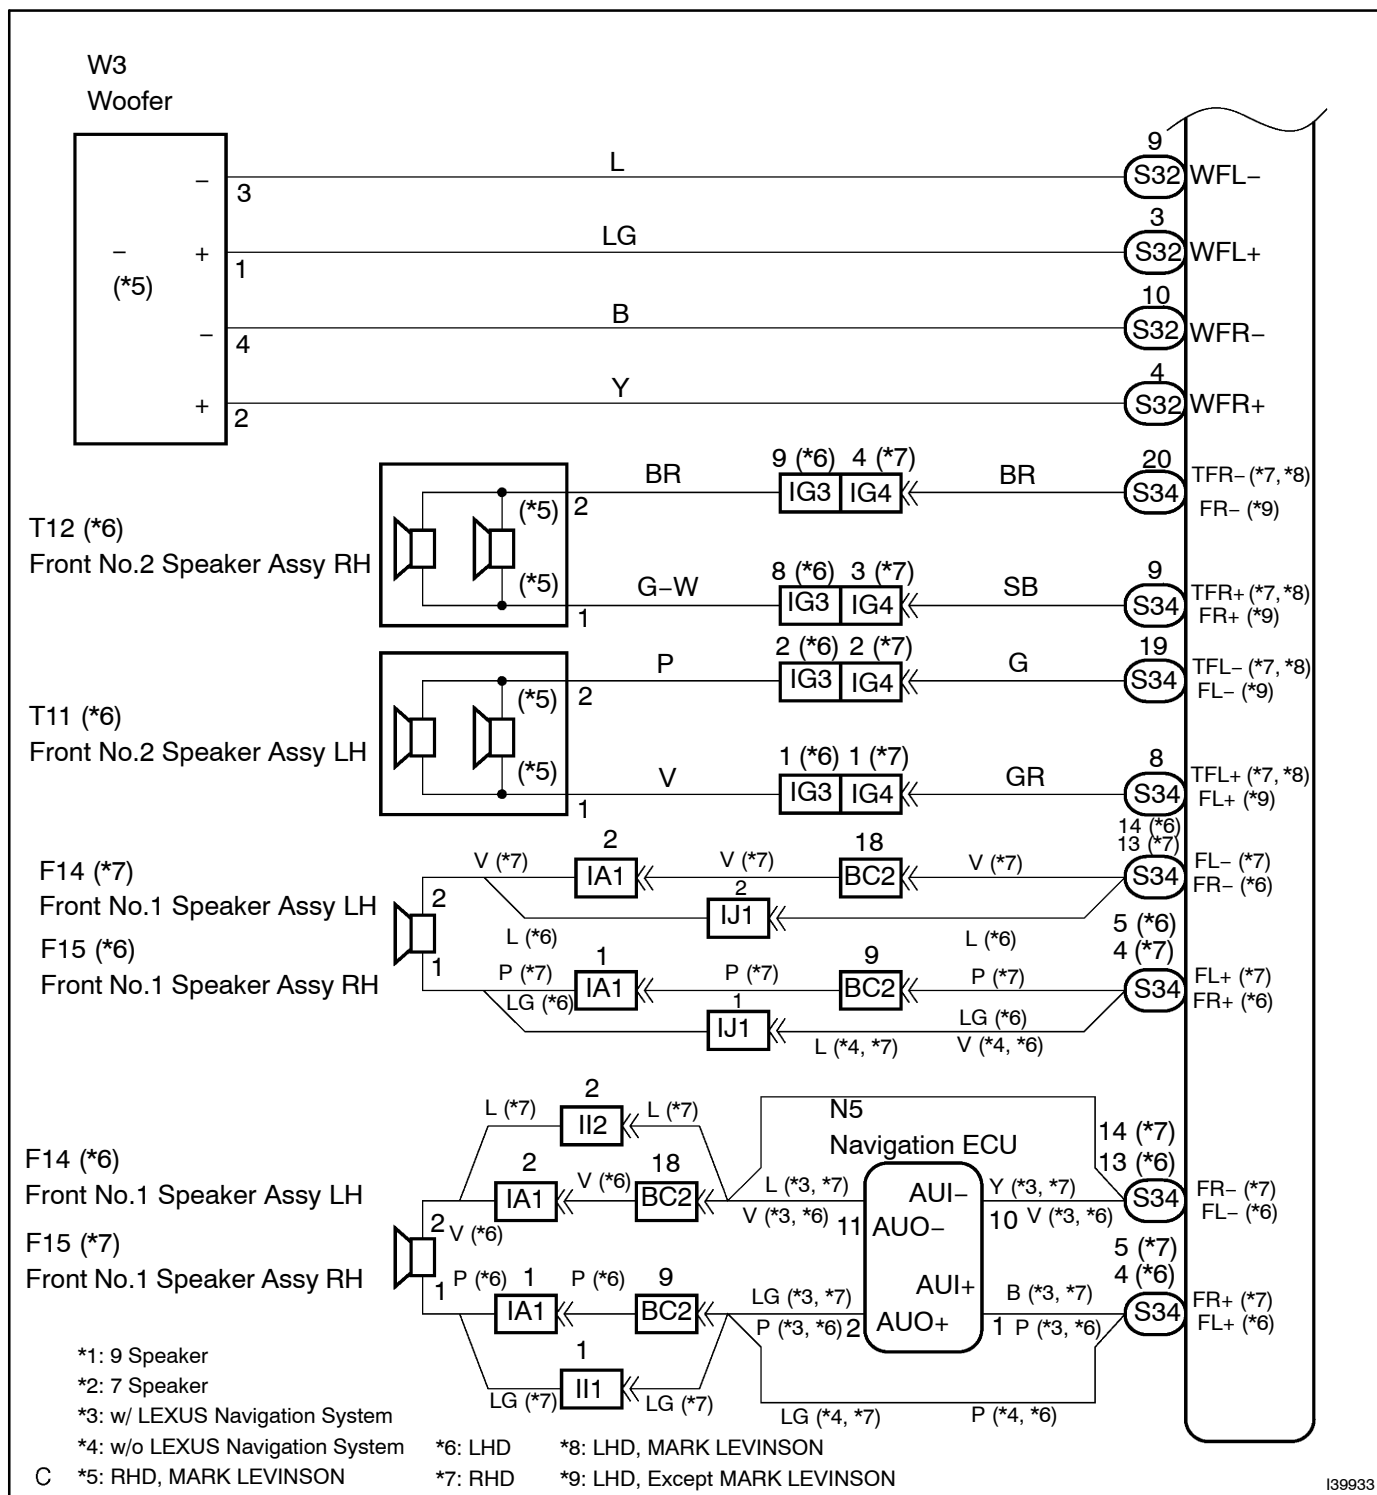 W3
Woofer
− 3 L 9 S32 WFL−
+ 1 LG 3 S32 WFL+
− (*5)
− 4 B 10 S32 WFR−
+ 2 Y 4 S32 WFR+
T12 (*6)
Front No.2 Speaker Assy RH
(*5) 2 BR 9 (*6) IG3 4 (*7) IG4 BR 20 S34 TFR− (*7, *8)
FR− (*9)
(*5) 1 G−W 8 (*6) IG3 3 (*7) IG4 SB 9 S34 TFR+ (*7, *8)
FR+ (*9)
T11 (*6)
Front No.2 Speaker Assy LH
(*5) 2 P 2 (*6) IG3 2 (*7) IG4 G 19 S34 TFL− (*7, *8)
FL− (*9)
(*5) 1 V 1 (*6) IG3 1 (*7) IG4 GR 8 S34 TFL+ (*7, *8)
FL+ (*9)
F14 (*7)
Front No.1 Speaker Assy LH
F15 (*6)
Front No.1 Speaker Assy RH
2 V (*7) 2 IA1 V (*7) 18 BC2 V (*7) 14 (*6)
13 (*7)
S34 FL− (*7)
FR− (*6)
L (*6) 2 IJ1 L (*6)
1 P (*7) 1 IA1 P (*7) 9 BC2 P (*7) 5 (*6)
4 (*7)
S34 FL+ (*7)
FR+ (*6)
LG (*6) 1 IJ1 LG (*6)
L (*4, *7) V (*4, *6)
F14 (*6)
Front No.1 Speaker Assy LH
F15 (*7)
Front No.1 Speaker Assy RH
L (*7) 2 II2 L (*7)
2 V (*6) 2 IA1 V (*6) 18 BC2
L (*3, *7)
V (*3, *6) 11
N5
Navigation ECU
AUI−
AUO−
AUI+
AUO+
Y (*3, *7)
10 V (*3, *6)
14 (*7)
13 (*6)
S34 FR− (*7)
FL− (*6)
1 P (*6) 1 IA1 P (*6) 9 BC2
LG (*3, *7)
P (*3, *6) 2
B (*3, *7)
1 P (*3, *6)
5 (*7)
4 (*6)
S34 FR+ (*7)
FL+ (*6)
LG (*7) 1 II1 LG (*7)
LG (*4, *7) P (*4, *6)
*1: 9 Speaker
*2: 7 Speaker
*3: w/ LEXUS Navigation System
*4: w/o LEXUS Navigation System *6: LHD *8: LHD, MARK LEVINSON
C *5: RHD, MARK LEVINSON *7: RHD *9: LHD, Except MARK LEVINSON
I39933